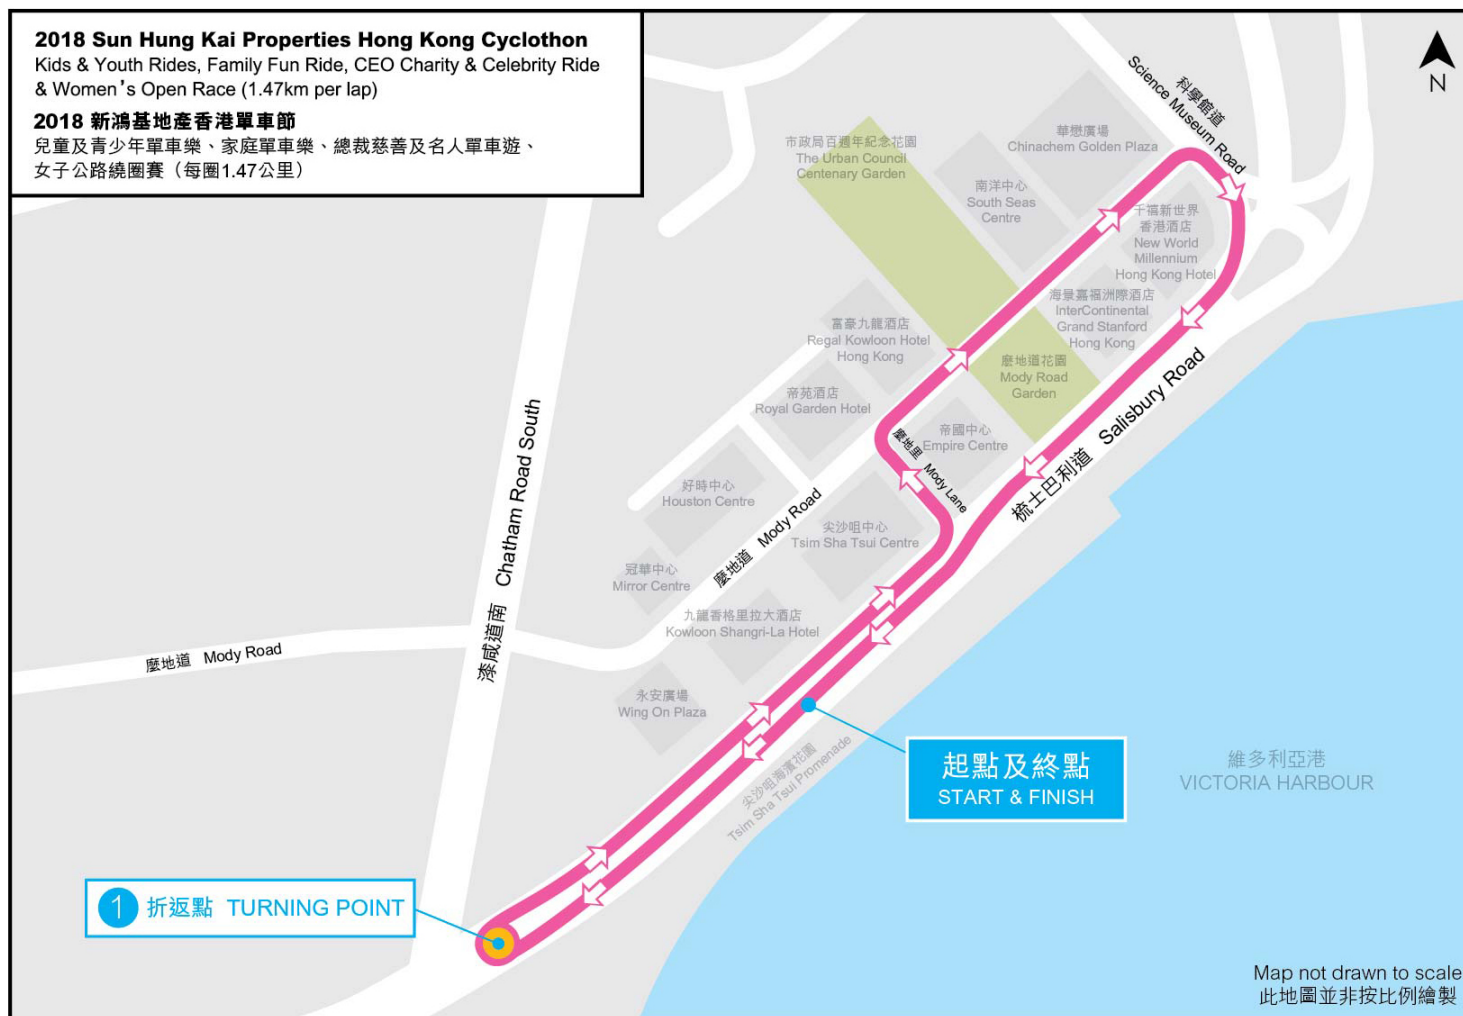 2018 Sun Hung Kai Properties Hong Kong Cyclothon
Kids & Youth Rides, Family Fun Ride, CEO Charity & Celebrity Ride
& Women's Open Race (1.47km per lap)
2018 新鴻基地產香港單車節
兒童及青少年單車樂、家庭單車樂、總裁慈善及名人單車遊、
女子公路繞圈賽（每圈1.47公里）
N
科學館道
Science Museum Road
華懋廣場
Chinachem Golden Plaza
市政局百週年紀念花園
The Urban Council
Centenary Garden
南洋中心
South Seas
Centre
千禧新世界
香港酒店
New World
Millennium
Hong Kong Hotel
海景嘉福洲際酒店
InterContinental
Grand Stanford
Hong Kong
富豪九龍酒店
Regal Kowloon Hotel
Hong Kong
麼地道花園
Mody Road
Garden
帝苑酒店
Royal Garden Hotel
帝國中心
Empire Centre
麼地里 Mody Lane
梳士巴利道 Salisbury Road
好時中心
Houston Centre
尖沙咀中心
Tsim Sha Tsui Centre
麼地道 Mody Road
漆咸道南 Chatham Road South
冠華中心
Mirror Centre
九龍香格里拉大酒店
Kowloon Shangri-La Hotel
麼地道 Mody Road
永安廣場
Wing On Plaza
尖沙咀海濱花園
Tsim Sha Tsui Promenade
起點及終點
START & FINISH
維多利亞港
VICTORIA HARBOUR
1 折返點 TURNING POINT
Map not drawn to scale
此地圖並非按比例繪製